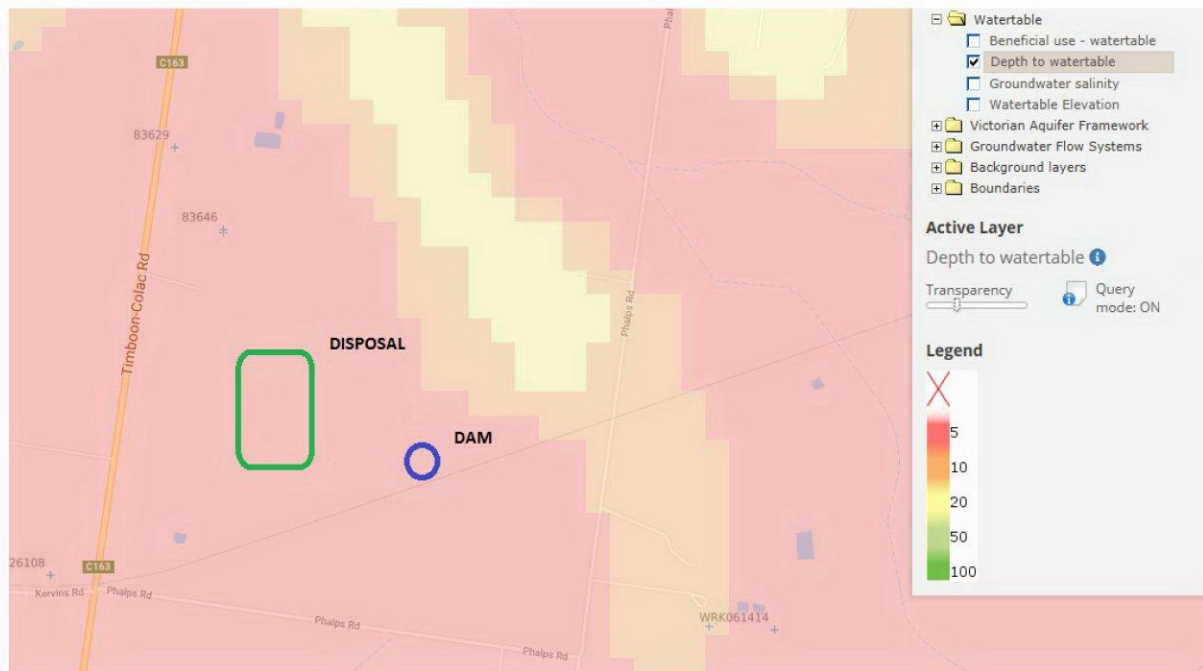 C163
83629
83646
Timboon-Colac Rd
DISPOSAL
DAM
Phalps Rd
26108
C163
Kervins Rd
Phalps Rd
Phalps Rd
Phalps Rd
WRK061414
Watertable
Beneficial use - watertable
Depth to watertable
Groundwater salinity
Watertable Elevation
Victorian Aquifer Framework
Groundwater Flow Systems
Background layers
Boundaries
Active Layer
Depth to watertable
Transparency
Query
mode: ON
Legend
5
10
20
50
100